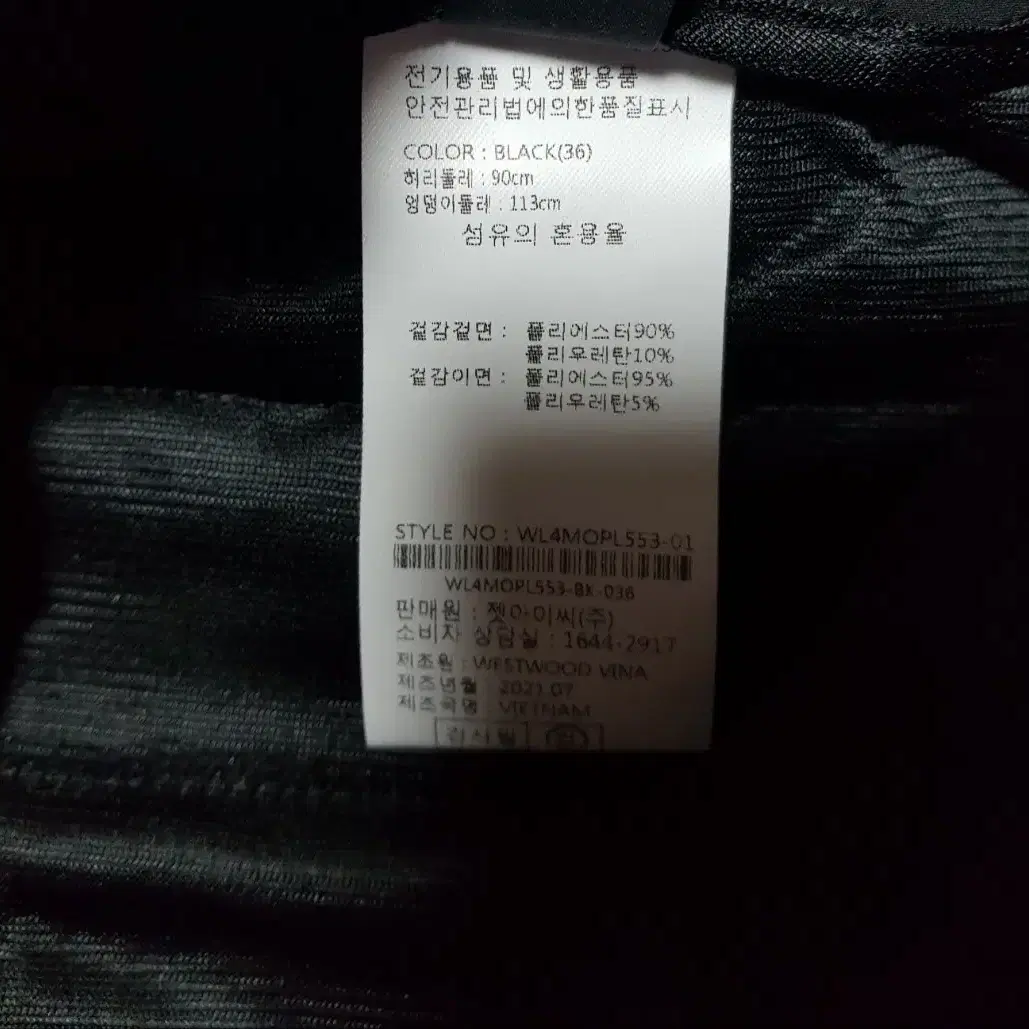 전기용품 및 생활용품
안전관리법에의한품질표시
COLOR : BLACK(36)
허리둘레 : 90cm
엉덩이둘레 : 113cm
섬유의 혼용율
겉감겉면 : 폴리에스터90%
폴리우레탄10%
겉감이면 : 폴리에스터95%
폴리우레탄5%
STYLE NO : WL4MOPL553-01
WL4MOPL553-BK-036
판매원 : 젯아이씨(주)
소비자 상담실 : 1644-2917
제조원 : WESTWOOD VINA
제조년월 : 2021.07
제조국명 : VIETNAM
검사필